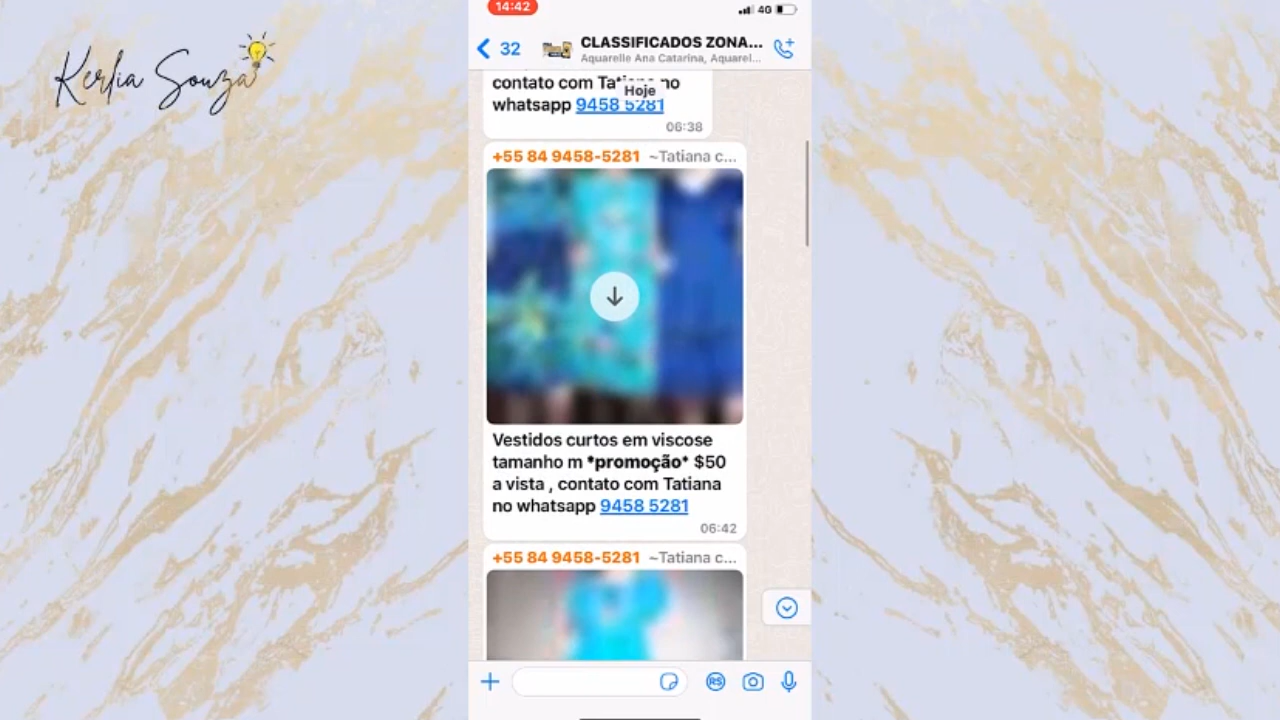 Kerlia Souza
14:42
4G
32
CLASSIFICADOS ZONA...
Aquarelle Ana Catarina, Aquarel...
contato com Tatiana no
Hoje
whatsapp 9458 5281
06:38
+55 84 9458-5281 ~Tatiana c...
Vestidos curtos em viscose
tamanho m *promoção* $50
a vista , contato com Tatiana
no whatsapp 9458 5281
06:42
+55 84 9458-5281 ~Tatiana c...
R$